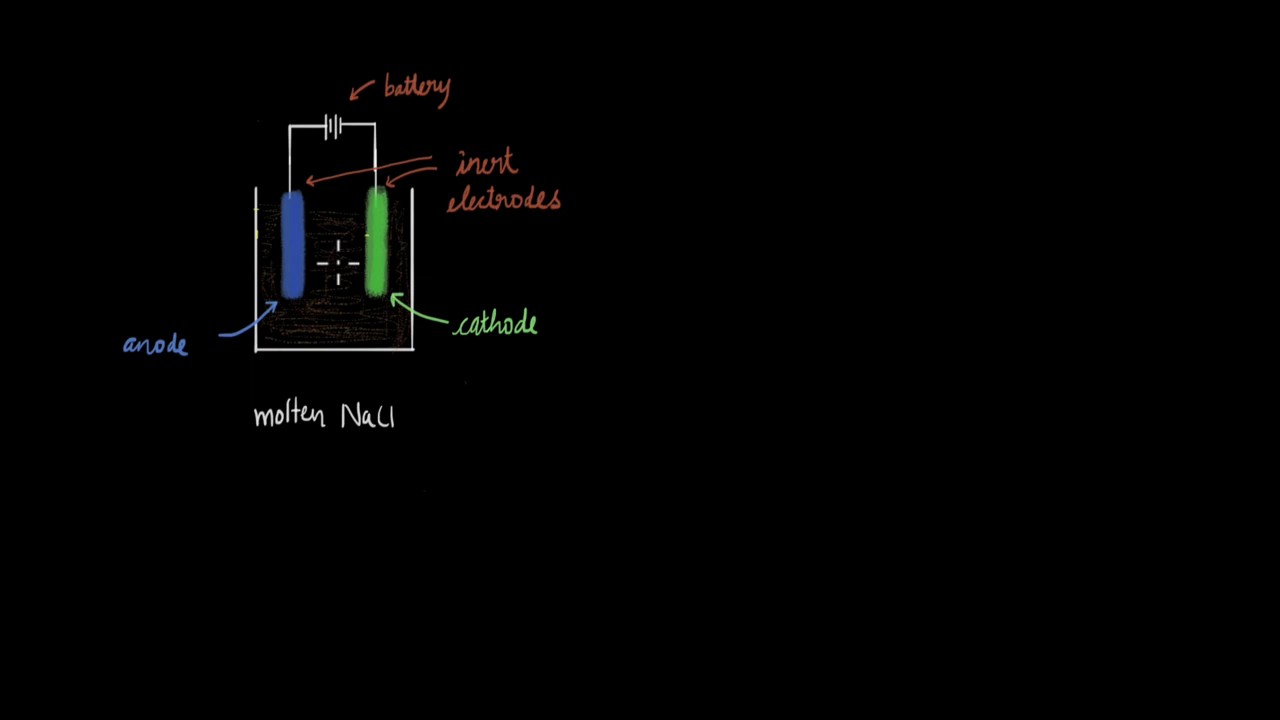 battery
inert
electrodes
cathode
anode
molten NaCl